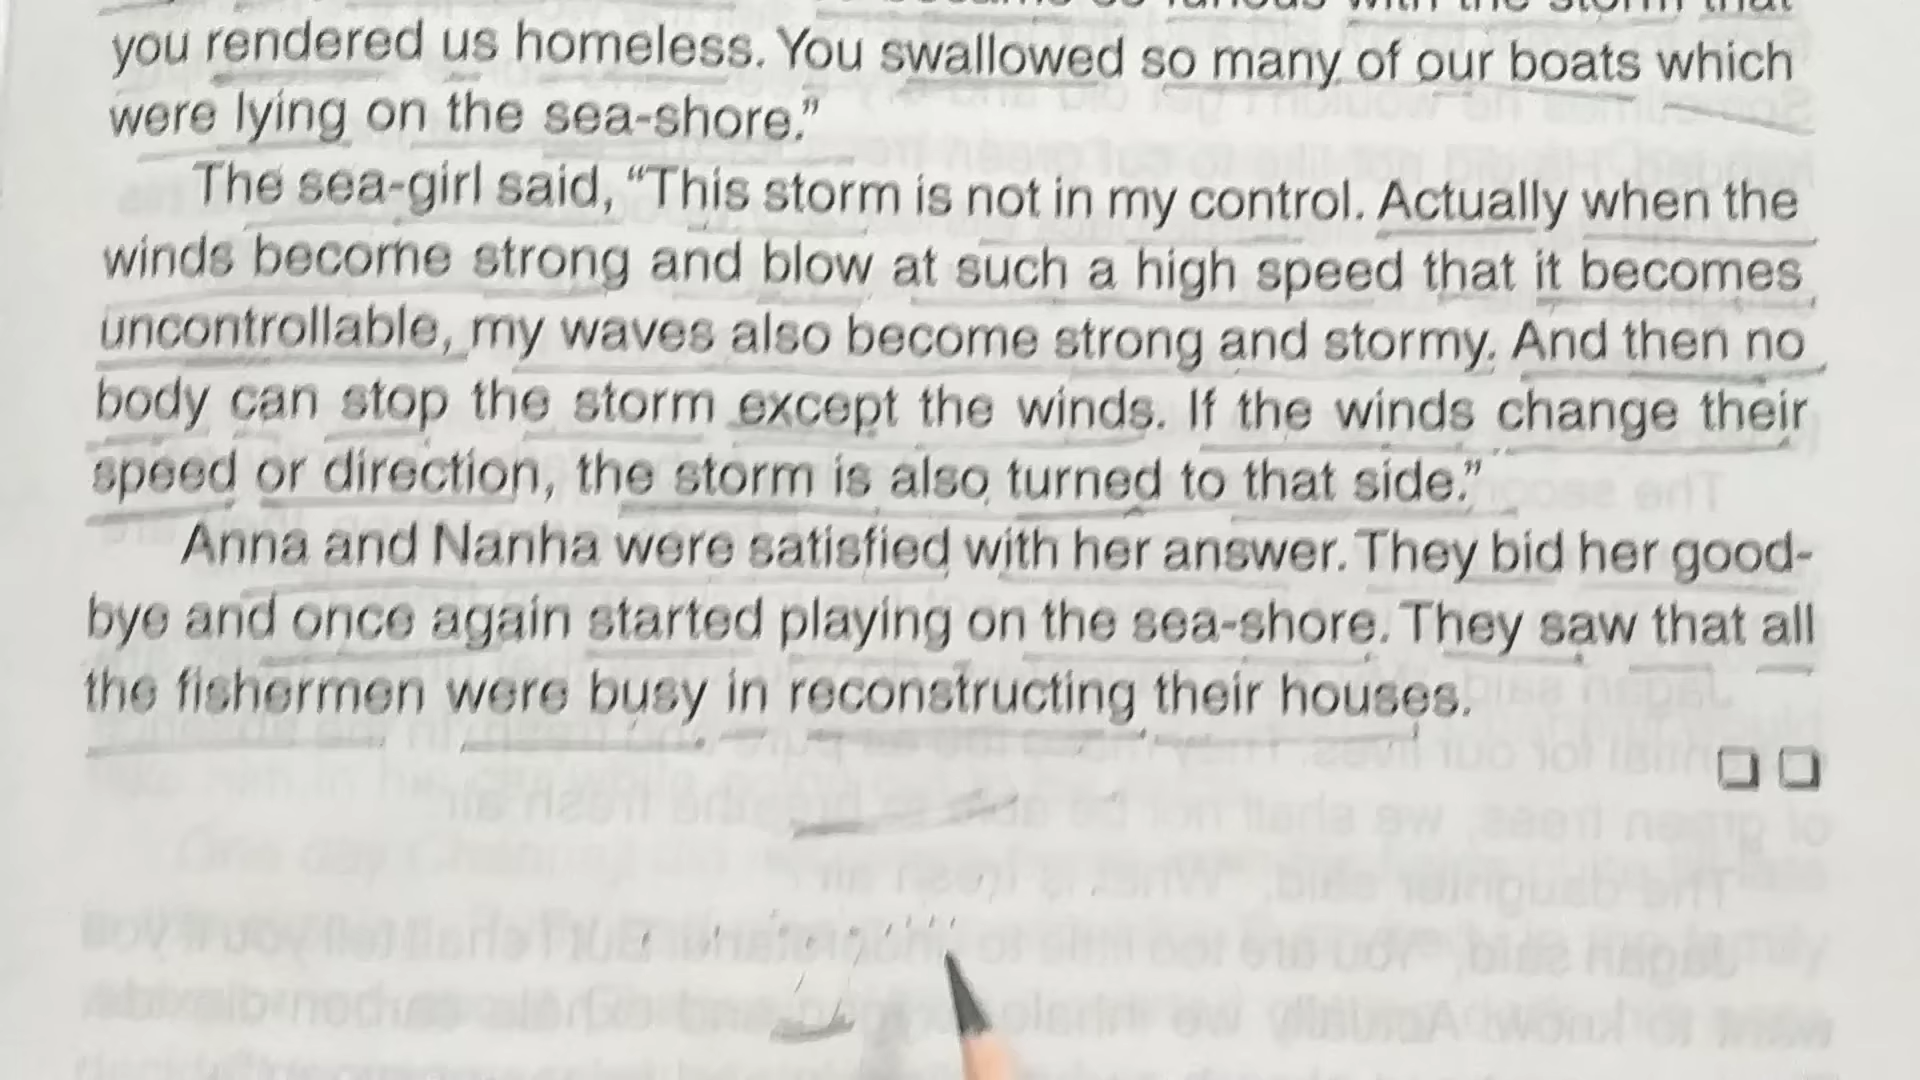 with the storm that
you rendered us homeless. You swallowed so many of our boats which
were lying on the sea-shore.”
The sea-girl said, “This storm is not in my control. Actually when the
winds become strong and blow at such a high speed that it becomes
uncontrollable, my waves also become strong and stormy. And then no
body can stop the storm except the winds. If the winds change their
speed or direction, the storm is also turned to that side.”
Anna and Nanha were satisfied with her answer. They bid her good-
bye and once again started playing on the sea-shore. They saw that all
the fishermen were busy in reconstructing their houses.